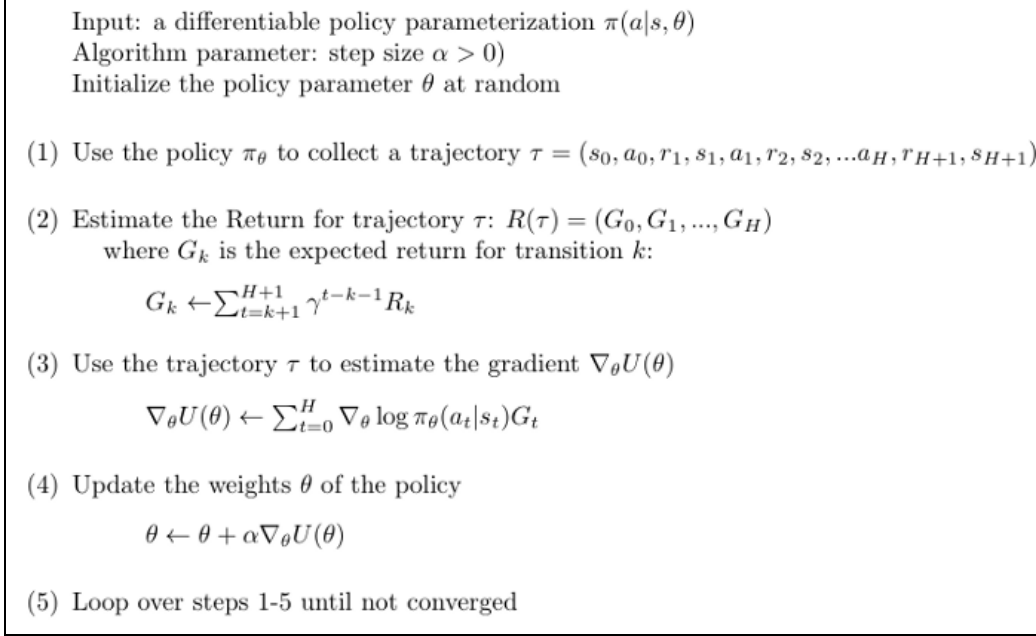 Input: a differentiable policy parameterization π(a|s, θ)
Algorithm parameter: step size α > 0)
Initialize the policy parameter θ at random
(1) Use the policy π_θ to collect a trajectory τ = (s_0, a_0, r_1, s_1, a_1, r_2, s_2, ...a_H, r_{H+1}, s_{H+1})
(2) Estimate the Return for trajectory τ: R(τ) = (G_0, G_1, ..., G_H)
where G_k is the expected return for transition k:
G_k ← ∑_{t=k+1}^{H+1} γ^{t−k−1} R_k
(3) Use the trajectory τ to estimate the gradient ∇_θU(θ)
∇_θU(θ) ← ∑_{t=0}^{H} ∇_θ log π_θ(a_t|s_t)G_t
(4) Update the weights θ of the policy
θ ← θ + α∇_θU(θ)
(5) Loop over steps 1-5 until not converged